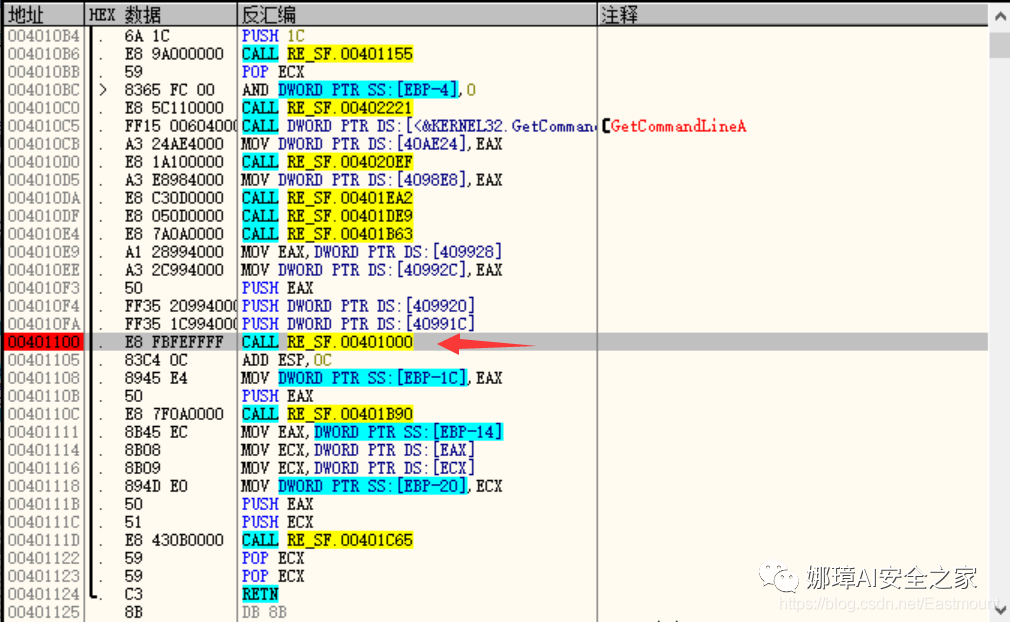 地址 HEX 数据 反汇编 注释
004010B4 . 6A 1C PUSH 1C
004010B6 . E8 9A000000 CALL RE_SF.00401155
004010BB . 59 POP ECX
004010BC > 8365 FC 00 AND DWORD PTR SS:[EBP-4],0
004010C0 . E8 5C110000 CALL RE_SF.00402221
004010C5 . FF15 00604000 CALL DWORD PTR DS:[<&KERNEL32.GetComman [GetCommandLineA
004010CB . A3 24AE4000 MOV DWORD PTR DS:[40AE24],EAX
004010D0 . E8 1A100000 CALL RE_SF.004020EF
004010D5 . A3 E8984000 MOV DWORD PTR DS:[4098E8],EAX
004010DA . E8 C30D0000 CALL RE_SF.00401EA2
004010DF . E8 050D0000 CALL RE_SF.00401DE9
004010E4 . E8 7A0A0000 CALL RE_SF.00401B63
004010E9 . A1 28994000 MOV EAX,DWORD PTR DS:[409928]
004010EE . A3 2C994000 MOV DWORD PTR DS:[40992C],EAX
004010F3 . 50 PUSH EAX
004010F4 . FF35 20994000 PUSH DWORD PTR DS:[409920]
004010FA . FF35 1C994000 PUSH DWORD PTR DS:[40991C]
00401100 . E8 FBFEFFFF CALL RE_SF.00401000
00401105 . 83C4 0C ADD ESP,0C
00401108 . 8945 E4 MOV DWORD PTR SS:[EBP-1C],EAX
0040110B . 50 PUSH EAX
0040110C . E8 7F0A0000 CALL RE_SF.00401B90
00401111 . 8B45 EC MOV EAX,DWORD PTR SS:[EBP-14]
00401114 . 8B08 MOV ECX,DWORD PTR DS:[EAX]
00401116 . 8B09 MOV ECX,DWORD PTR DS:[ECX]
00401118 . 894D E0 MOV DWORD PTR SS:[EBP-20],ECX
0040111B . 50 PUSH EAX
0040111C . 51 PUSH ECX
0040111D . E8 430B0000 CALL RE_SF.00401C65
00401122 . 59 POP ECX
00401123 . 59 POP ECX
00401124 . C3 RETN
00401125 8B DB 8B
娜璋AI安全之家
https://blog.csdn.net/Eastmount